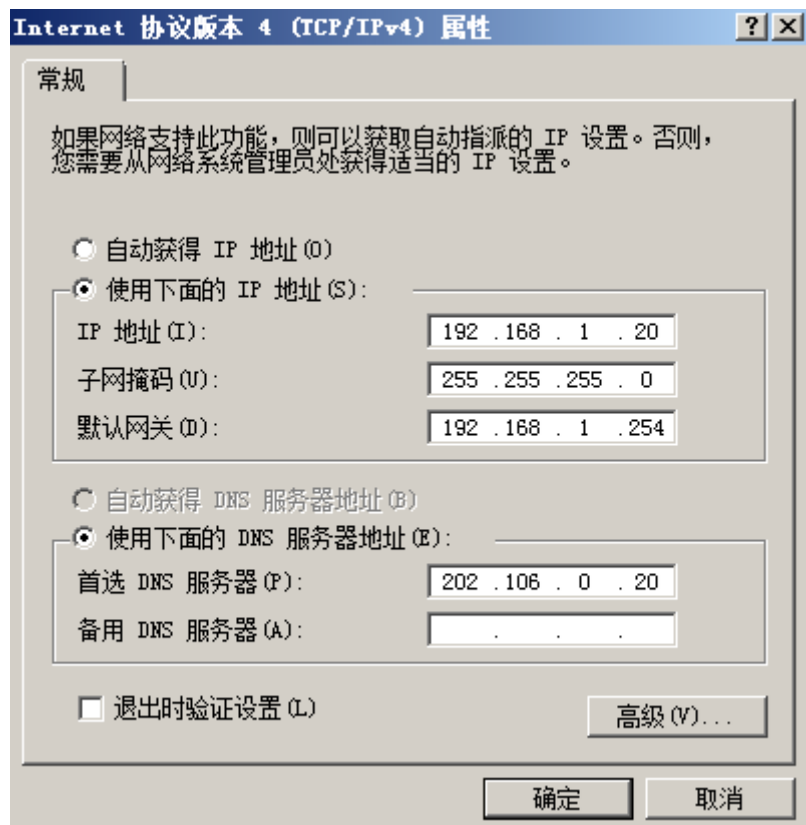 Internet 协议版本 4 (TCP/IPv4) 属性
常规
如果网络支持此功能，则可以获取自动指派的 IP 设置。否则，
您需要从网络系统管理员处获得适当的 IP 设置。
自动获得 IP 地址(O)
使用下面的 IP 地址(S):
IP 地址(I): 192 .168 . 1 . 20
子网掩码(U): 255 .255 .255 . 0
默认网关(D): 192 .168 . 1 .254
自动获得 DNS 服务器地址(B)
使用下面的 DNS 服务器地址(E):
首选 DNS 服务器(P): 202 .106 . 0 . 20
备用 DNS 服务器(A): . . .
退出时验证设置(L)
高级(V)...
确定 取消